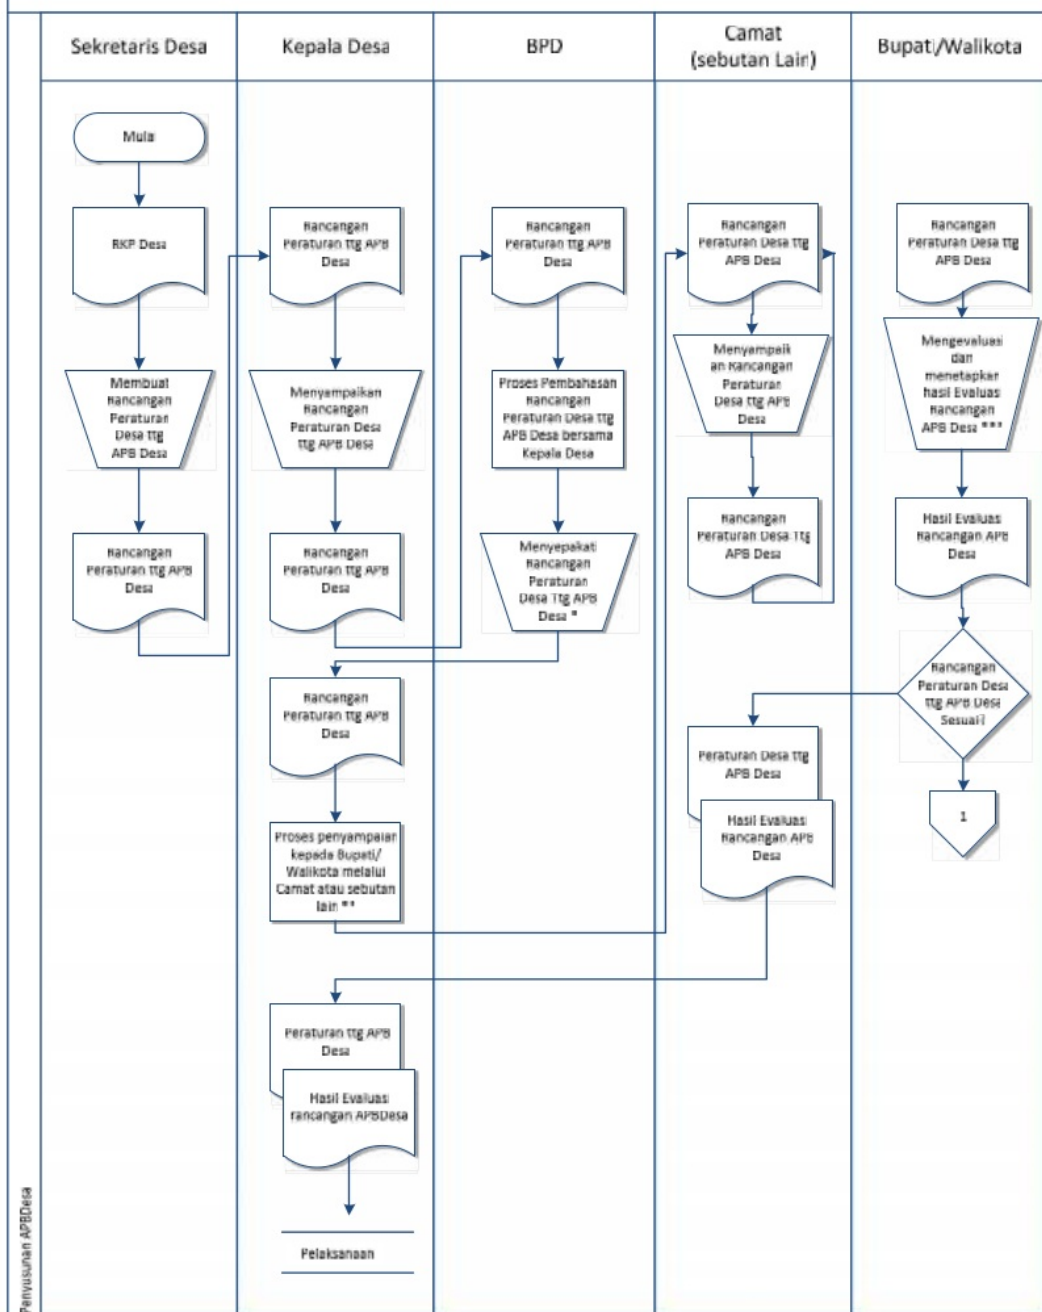 Sekretaris Desa
Kepala Desa
BPD
Camat
(sebutan Lain)
Bupati/Walikota
Mulai
RKP Desa
Membuat
Rancangan
Peraturan
Desa ttg
APB Desa
Rancangan
Peraturan ttg APB
Desa
Rancangan
Peraturan ttg APB
Desa
Menyampaikan
Rancangan
Peraturan Desa
ttg APB Desa
Rancangan
Peraturan ttg APB
Desa
Rancangan
Peraturan ttg APB
Desa
Proses penyampaian
kepada Bupati/
Walikota melalui
Camat atau sebutan
lain **
Peraturan ttg APB
Desa
Hasil Evaluasi
rancangan APBDesa
Pelaksanaan
Rancangan
Peraturan ttg APB
Desa
Proses Pembahasan
Rancangan
Peraturan Desa ttg
APB Desa bersama
Kepala Desa
Menyepakati
Rancangan
Peraturan
Desa Ttg APB
Desa *
Rancangan
Peraturan Desa ttg
APB Desa
Menyampaik
an Rancangan
Peraturan
Desa ttg APB
Desa
Rancangan
Peraturan Desa Ttg
APB Desa
Peraturan Desa ttg
APB Desa
Hasil Evaluasi
Rancangan APB
Desa
Rancangan
Peraturan Desa ttg
APB Desa
Mengevaluasi
dan
menetapkan
hasil Evaluasi
Rancangan
APB Desa ***
Hasil Evaluasi
Rancangan APB
Desa
Rancangan
Peraturan Desa
ttg APB Desa
Sesuai?
1
Penyusunan APBDesa